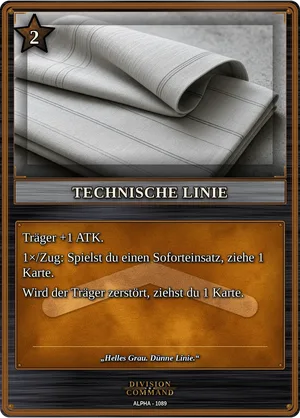 2
TECHNISCHE LINIE
Träger +1 ATK.
1×/Zug: Spielst du einen Soforteinsatz, ziehe 1
Karte.
Wird der Träger zerstört, ziehst du 1 Karte.
„Helles Grau. Dünne Linie.“
DIVISION
COMMAND
ALPHA - 1089